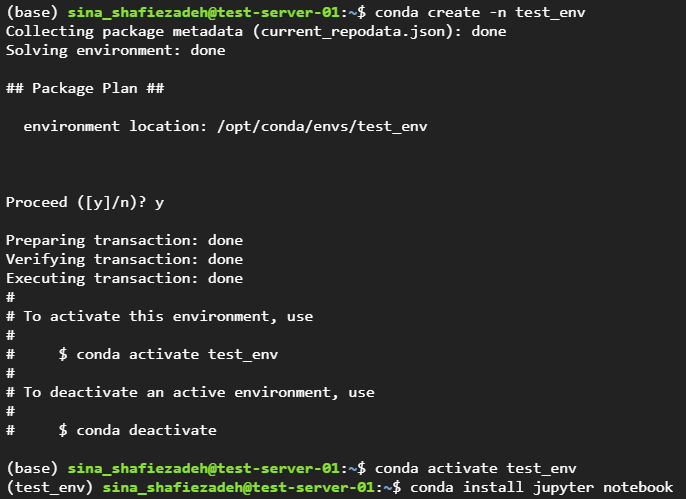 (base) sina_shafiezadeh@test-server-01:~$ conda create -n test_env
Collecting package metadata (current_repodata.json): done
Solving environment: done
## Package Plan ##
environment location: /opt/conda/envs/test_env
Proceed ([y]/n)? y
Preparing transaction: done
Verifying transaction: done
Executing transaction: done
#
# To activate this environment, use
#
#     $ conda activate test_env
#
# To deactivate an active environment, use
#
#     $ conda deactivate
(base) sina_shafiezadeh@test-server-01:~$ conda activate test_env
(test_env) sina_shafiezadeh@test-server-01:~$ conda install jupyter notebook